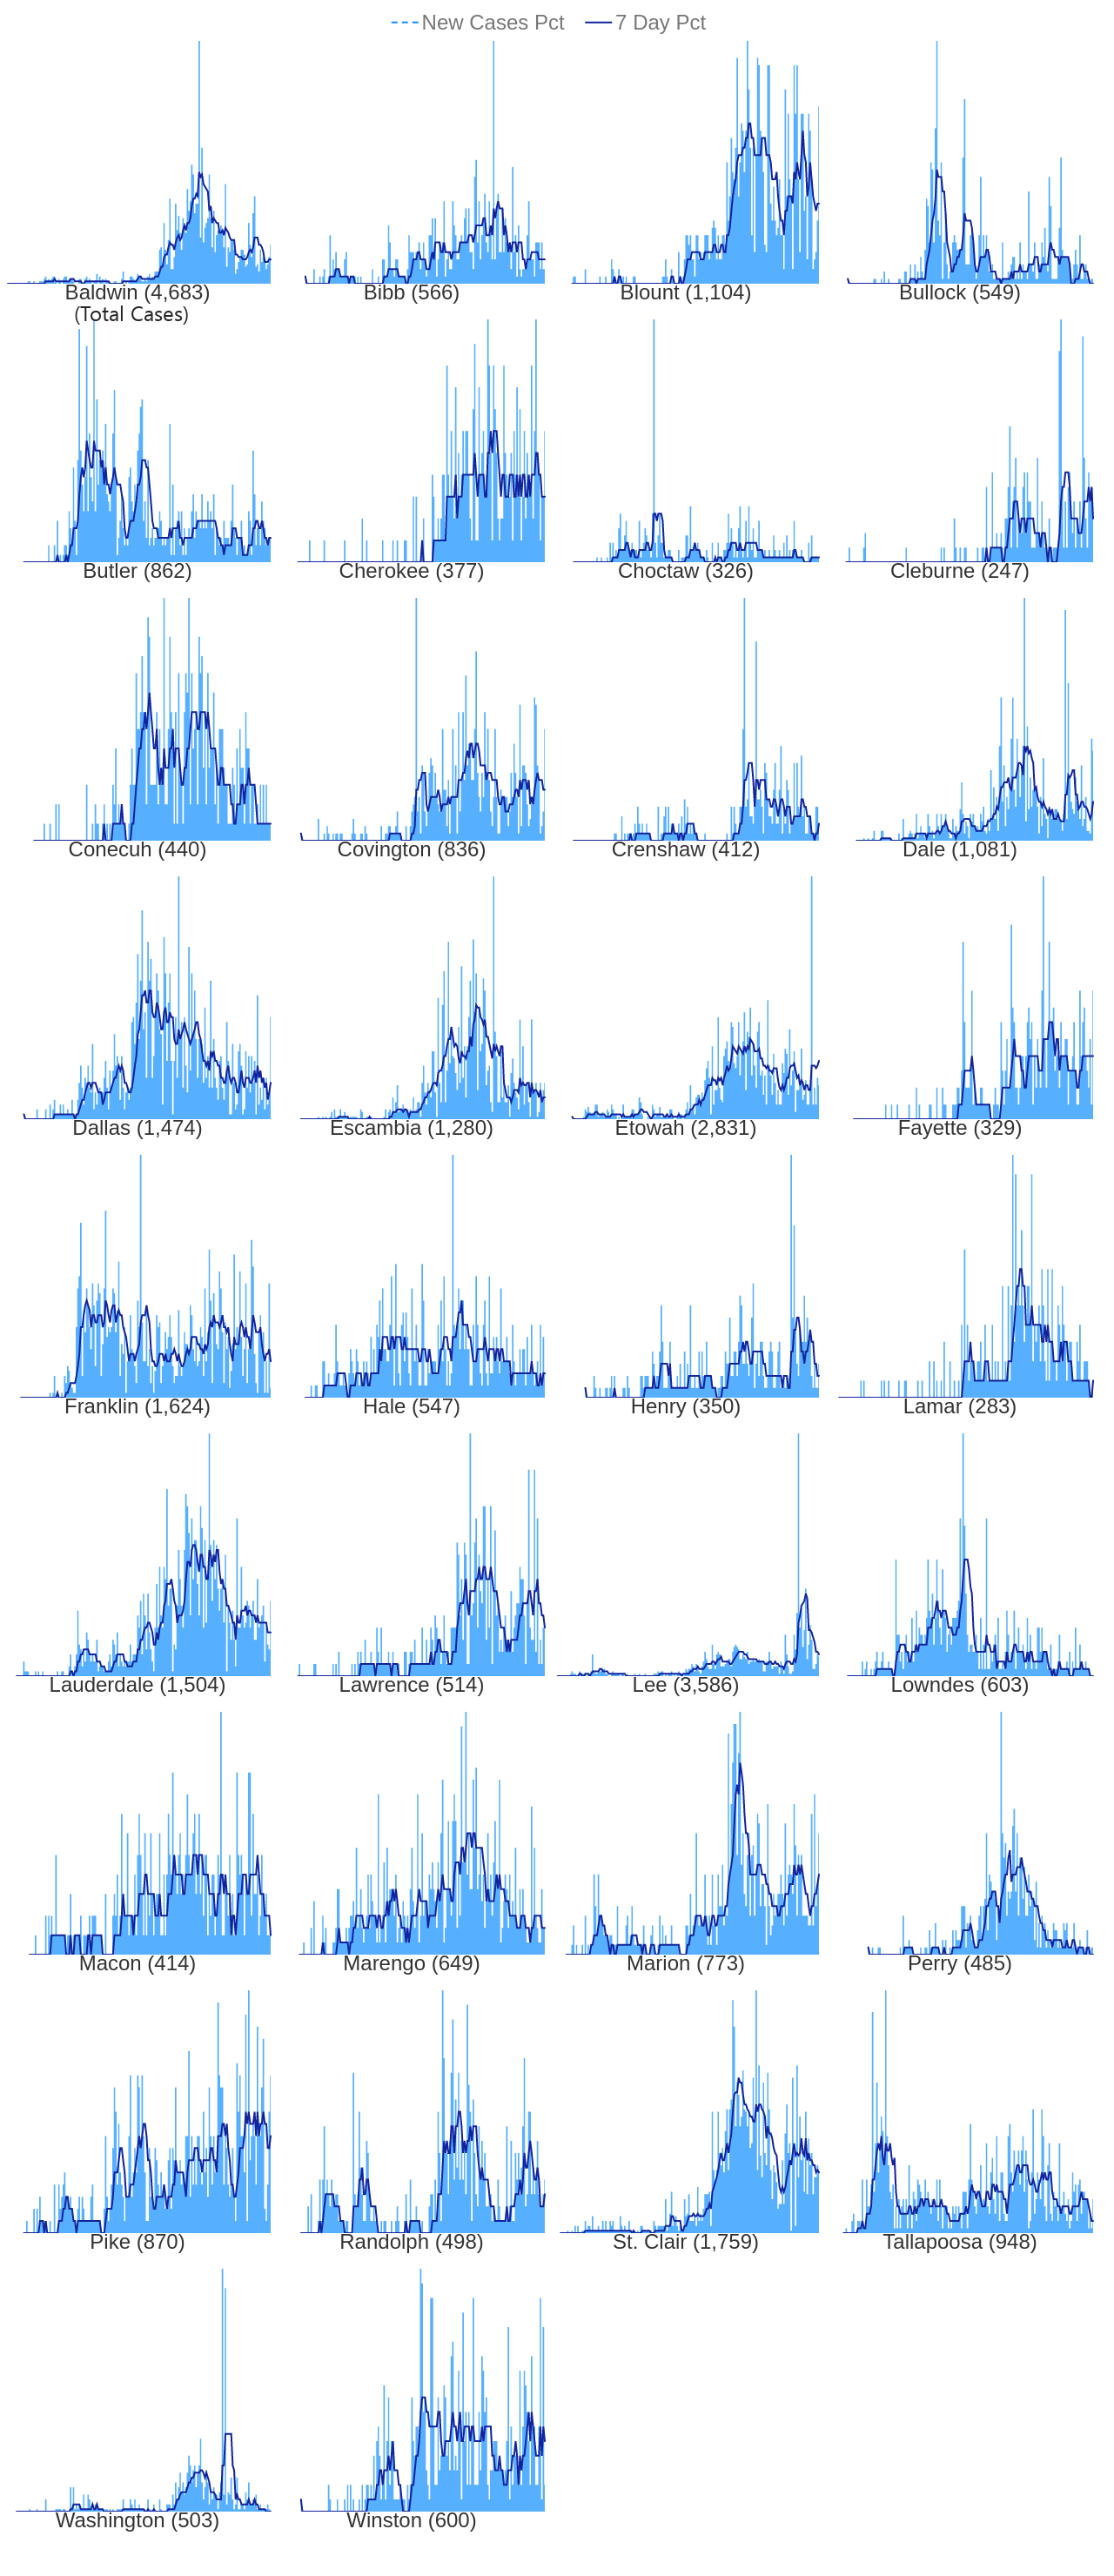 New Cases Pct 7 Day Pct
Baldwin (4,683) Bibb (566) Blount (1,104) Bullock (549)
(Total Cases)
Butler (862) Cherokee (377) Choctaw (326) Cleburne (247)
Conecuh (440) Covington (836) Crenshaw (412) Dale (1,081)
Dallas (1,474) Escambia (1,280) Etowah (2,831) Fayette (329)
Franklin (1,624) Hale (547) Henry (350) Lamar (283)
Lauderdale (1,504) Lawrence (514) Lee (3,586) Lowndes (603)
Macon (414) Marengo (649) Marion (773) Perry (485)
Pike (870) Randolph (498) St. Clair (1,759) Tallapoosa (948)
Washington (503) Winston (600)